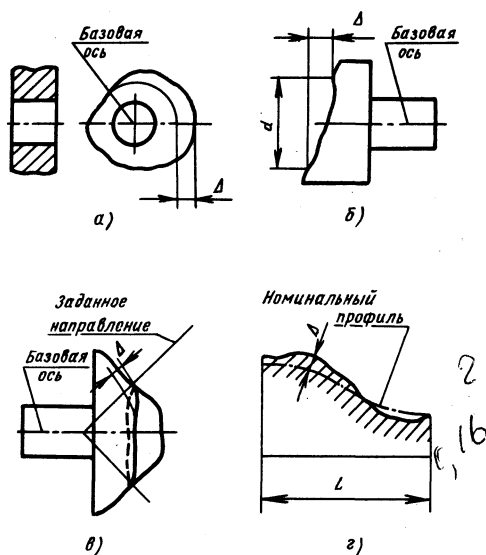 Базовая
ось
Δ
а)
Δ
Базовая
ось
d
б)
Заданное
направление
Базовая
ось
Δ
в)
Номинальный
профиль
Δ
L
г)
2